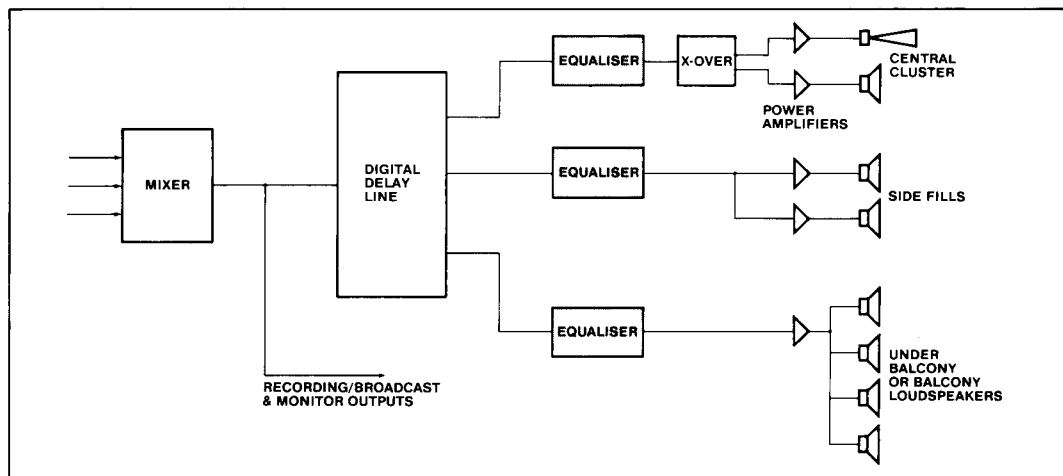 MIXER
RECORDING/BROADCAST
& MONITOR OUTPUTS
DIGITAL
DELAY
LINE
EQUALISER
X-OVER
POWER
AMPLIFIERS
CENTRAL
CLUSTER
EQUALISER
SIDE FILLS
EQUALISER
UNDER
BALCONY
OR BALCONY
LOUDSPEAKERS